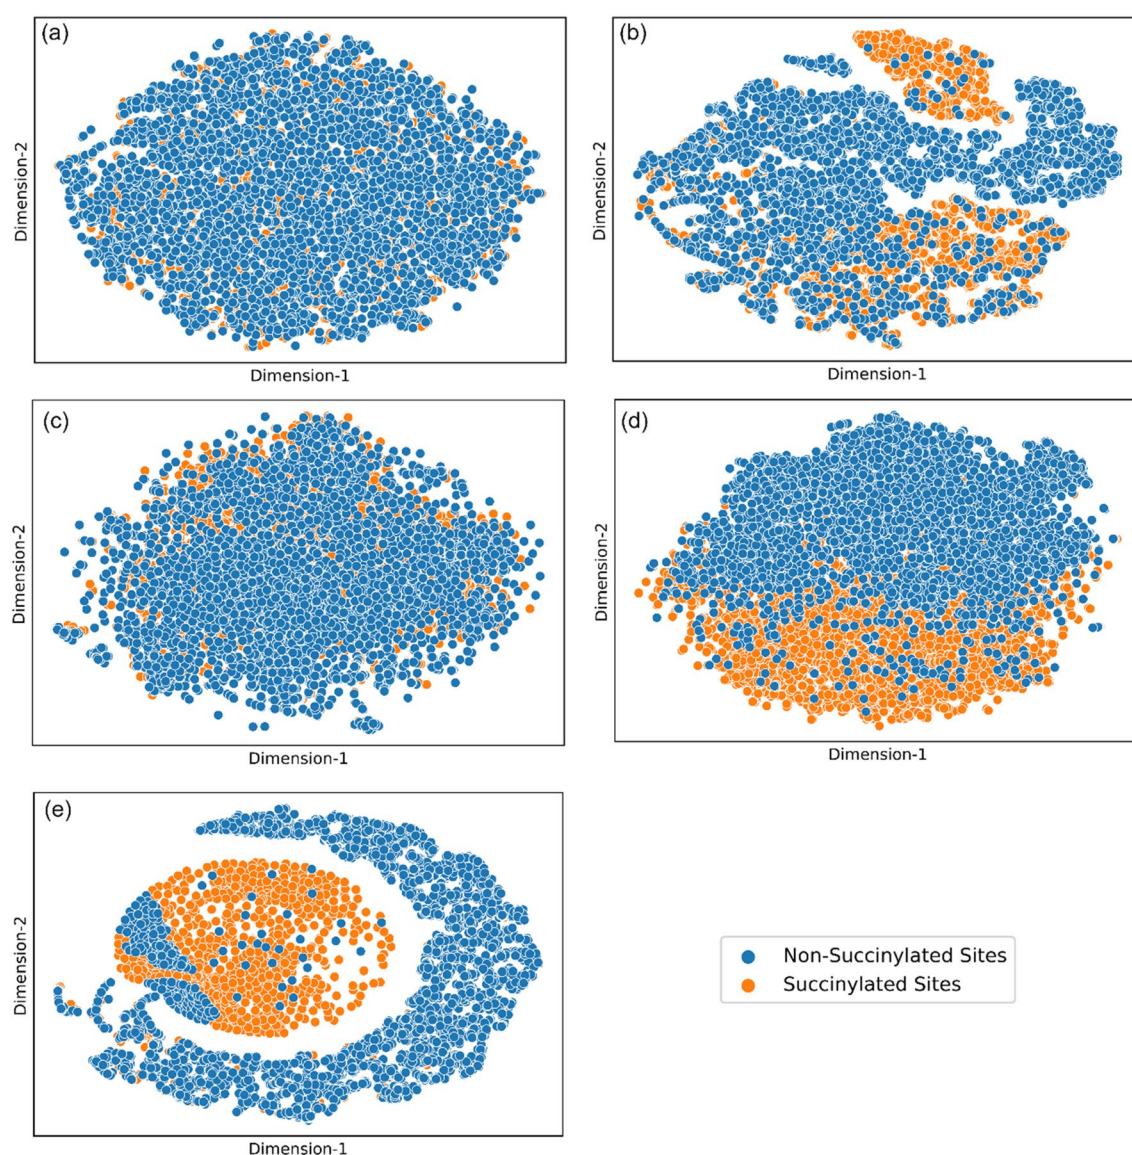 (a)
Dimension-2
Dimension-1
(b)
Dimension-2
Dimension-1
(c)
Dimension-2
Dimension-1
(d)
Dimension-2
Dimension-1
(e)
Dimension-2
Dimension-1
Non-Succinylated Sites
Succinylated Sites